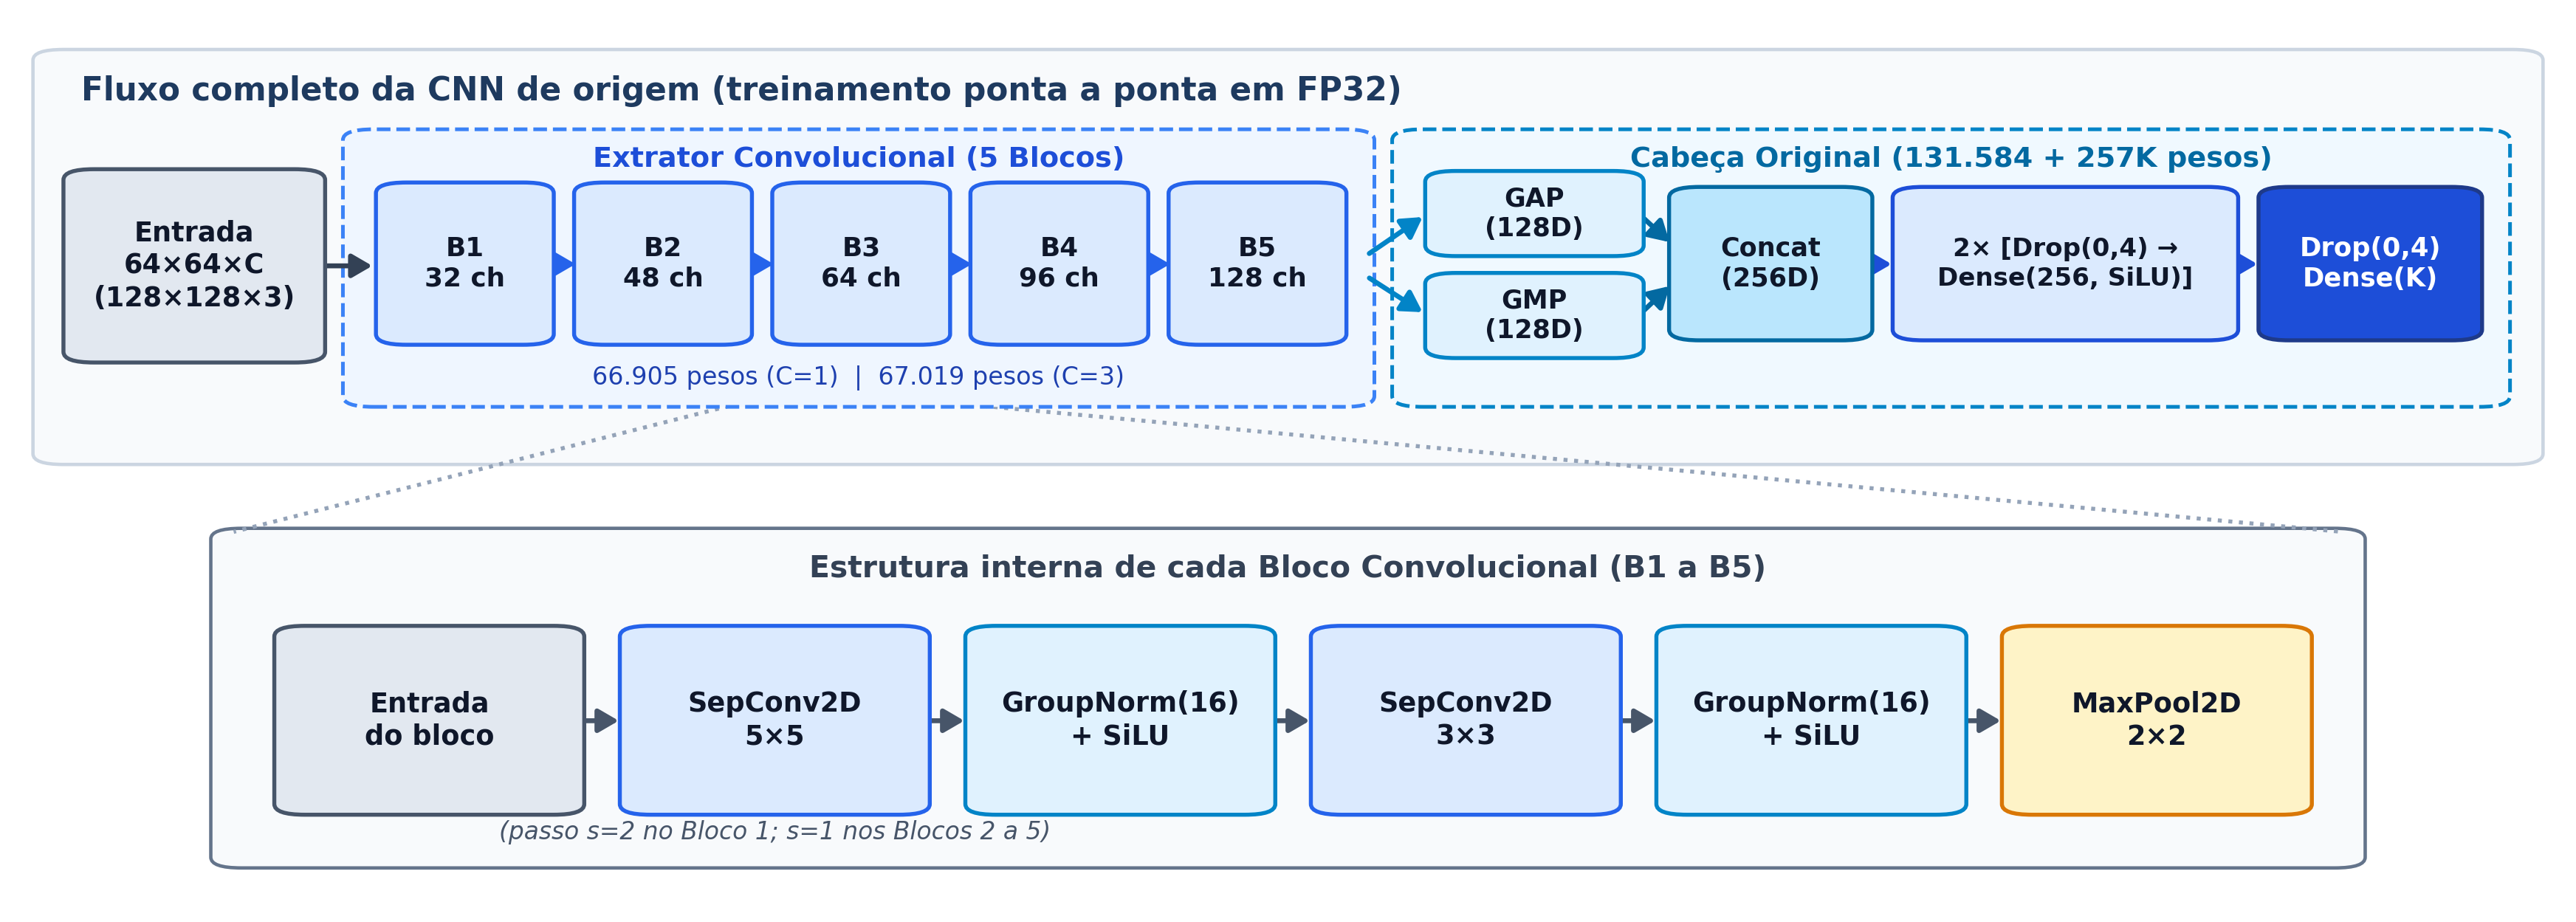 Fluxo completo da CNN de origem (treinamento ponta a ponta em FP32)
Entrada
64×64×C
(128×128×3)
Extrator Convolucional (5 Blocos)
B1
32 ch
B2
48 ch
B3
64 ch
B4
96 ch
B5
128 ch
66.905 pesos (C=1) | 67.019 pesos (C=3)
Cabeça Original (131.584 + 257K pesos)
GAP
(128D)
GMP
(128D)
Concat
(256D)
2× [Drop(0,4) →
Dense(256, SiLU)]
Drop(0,4)
Dense(K)
Estrutura interna de cada Bloco Convolucional (B1 a B5)
Entrada
do bloco
SepConv2D
5×5
GroupNorm(16)
+ SiLU
SepConv2D
3×3
GroupNorm(16)
+ SiLU
MaxPool2D
2×2
(passo s=2 no Bloco 1; s=1 nos Blocos 2 a 5)